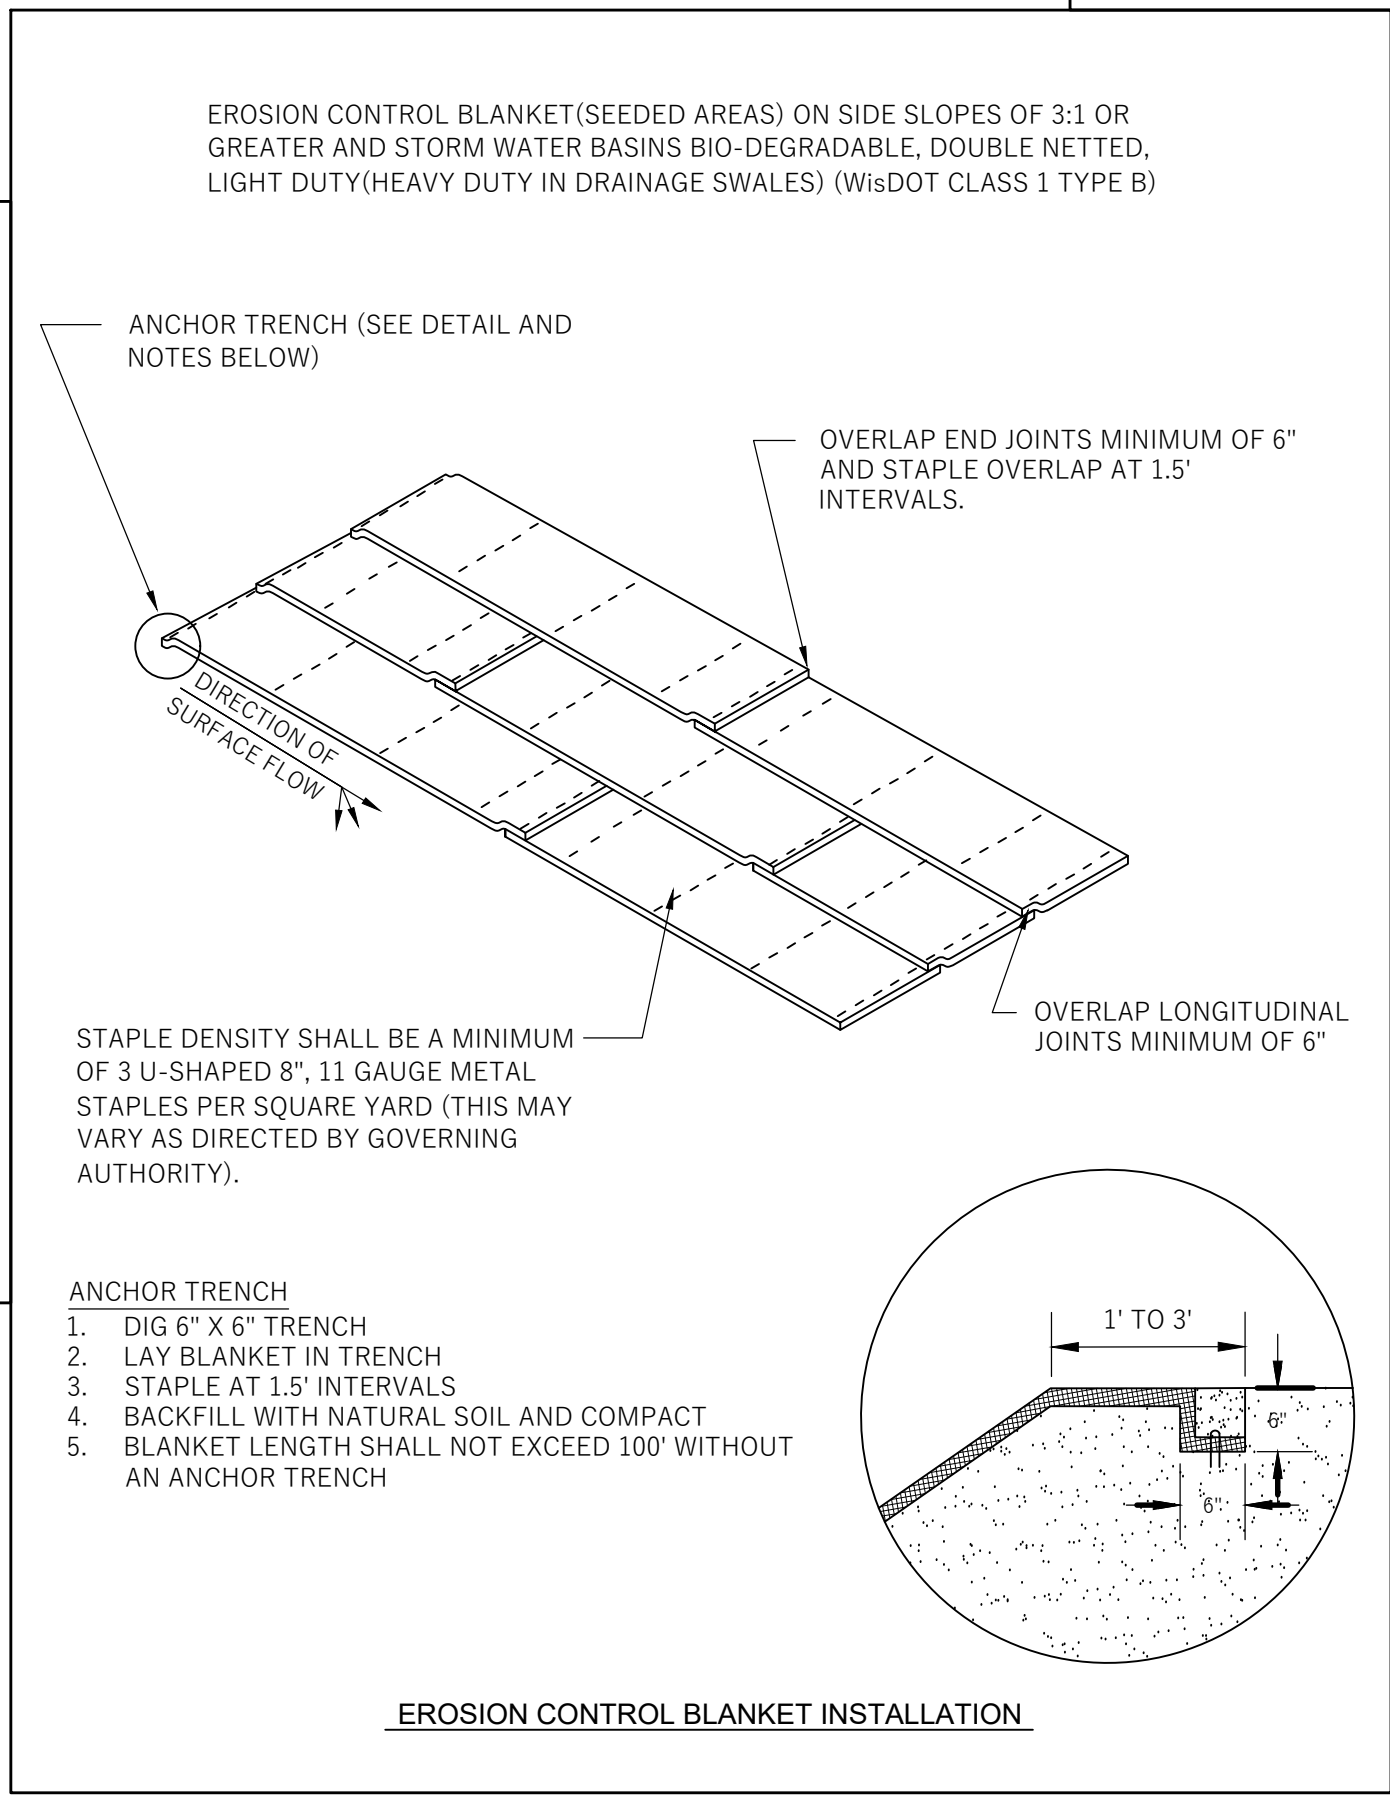 EROSION CONTROL BLANKET(SEEDED AREAS) ON SIDE SLOPES OF 3:1 OR
GREATER AND STORM WATER BASINS BIO-DEGRADABLE, DOUBLE NETTED,
LIGHT DUTY(HEAVY DUTY IN DRAINAGE SWALES) (WisDOT CLASS 1 TYPE B)
ANCHOR TRENCH (SEE DETAIL AND
NOTES BELOW)
OVERLAP END JOINTS MINIMUM OF 6"
AND STAPLE OVERLAP AT 1.5'
INTERVALS.
DIRECTION OF
SURFACE FLOW
OVERLAP LONGITUDINAL
JOINTS MINIMUM OF 6"
STAPLE DENSITY SHALL BE A MINIMUM
OF 3 U-SHAPED 8", 11 GAUGE METAL
STAPLES PER SQUARE YARD (THIS MAY
VARY AS DIRECTED BY GOVERNING
AUTHORITY).
ANCHOR TRENCH
1. DIG 6" X 6" TRENCH
2. LAY BLANKET IN TRENCH
3. STAPLE AT 1.5' INTERVALS
4. BACKFILL WITH NATURAL SOIL AND COMPACT
5. BLANKET LENGTH SHALL NOT EXCEED 100' WITHOUT
AN ANCHOR TRENCH
1' TO 3'
6"
6"
EROSION CONTROL BLANKET INSTALLATION